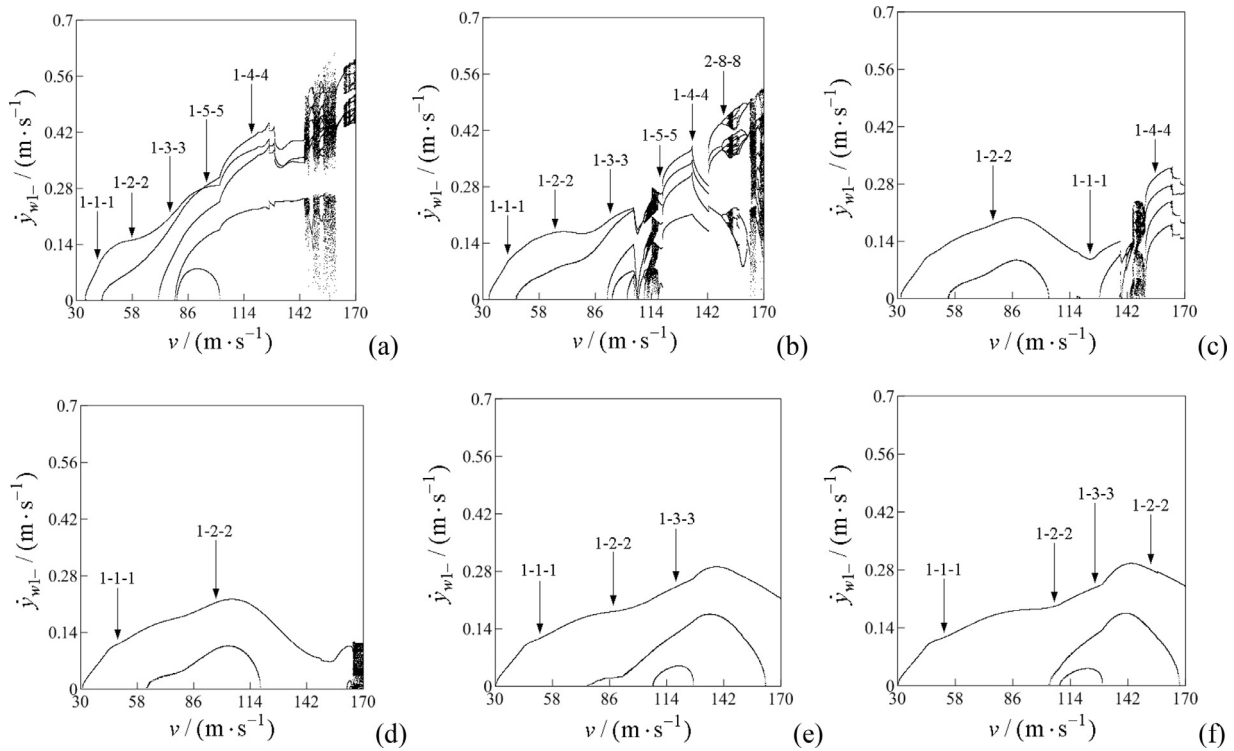 0.7
0.56
0.42
0.28
0.14
0
ẏw1− / (m · s−1)
1-1-1
1-2-2
1-3-3
1-5-5
1-4-4
30 58 86 114 142 170
v / (m · s−1)
(a)
0.7
0.56
0.42
0.28
0.14
0
ẏw1− / (m · s−1)
1-1-1
1-2-2
1-3-3
1-5-5
1-4-4
2-8-8
30 58 86 114 142 170
v / (m · s−1)
(b)
0.7
0.56
0.42
0.28
0.14
0
ẏw1− / (m · s−1)
1-2-2
1-1-1
1-4-4
30 58 86 114 142 170
v / (m · s−1)
(c)
0.7
0.56
0.42
0.28
0.14
0
ẏw1− / (m · s−1)
1-1-1
1-2-2
30 58 86 114 142 170
v / (m · s−1)
(d)
0.7
0.56
0.42
0.28
0.14
0
ẏw1− / (m · s−1)
1-1-1
1-2-2
1-3-3
30 58 86 114 142 170
v / (m · s−1)
(e)
0.7
0.56
0.42
0.28
0.14
0
ẏw1− / (m · s−1)
1-1-1
1-2-2
1-3-3
1-2-2
30 58 86 114 142 170
v / (m · s−1)
(f)